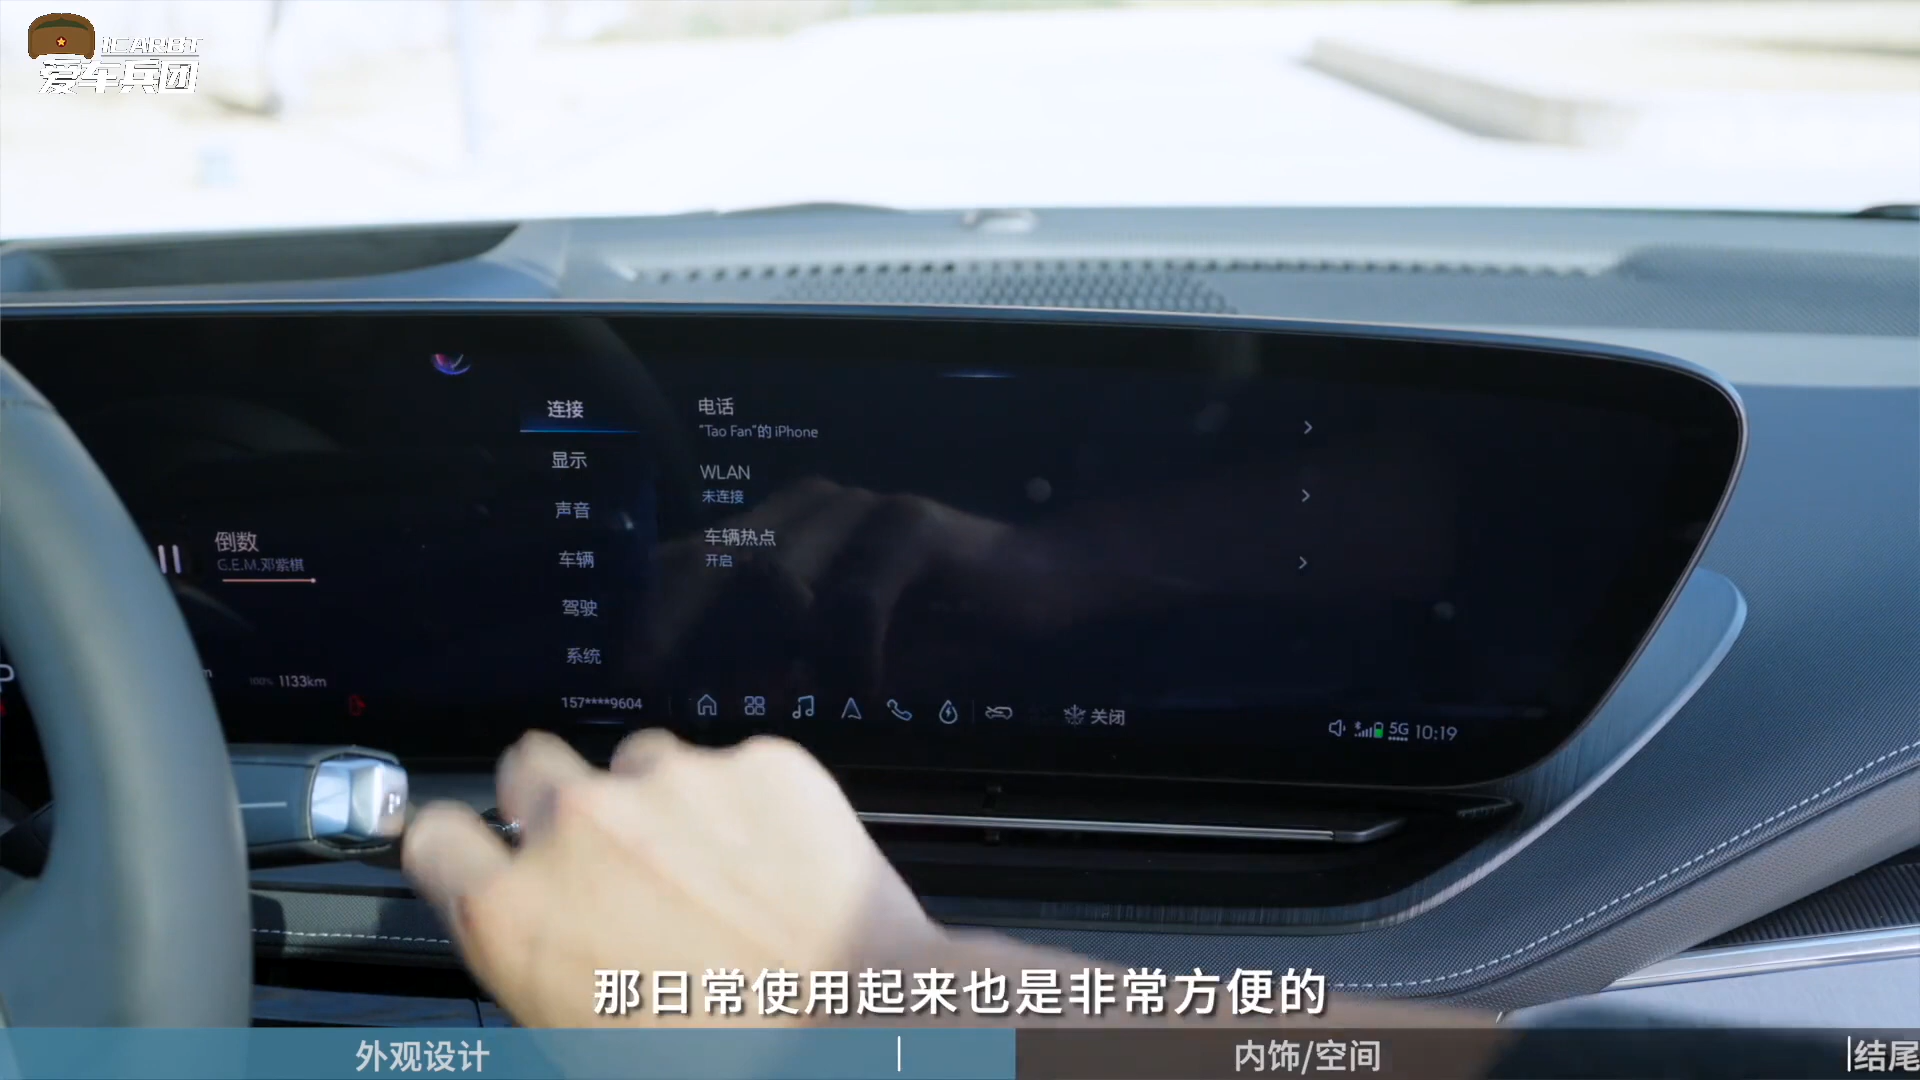 ICARBT
爱车兵团
连接
显示
声音
车辆
驾驶
系统
157****9604
电话
"Tao Fan"的 iPhone
WLAN
未连接
车辆热点
开启
倒数
G.E.M.邓紫棋
100% 1133km
关闭
5G 10:19
那日常使用起来也是非常方便的
外观设计
内饰/空间
结尾